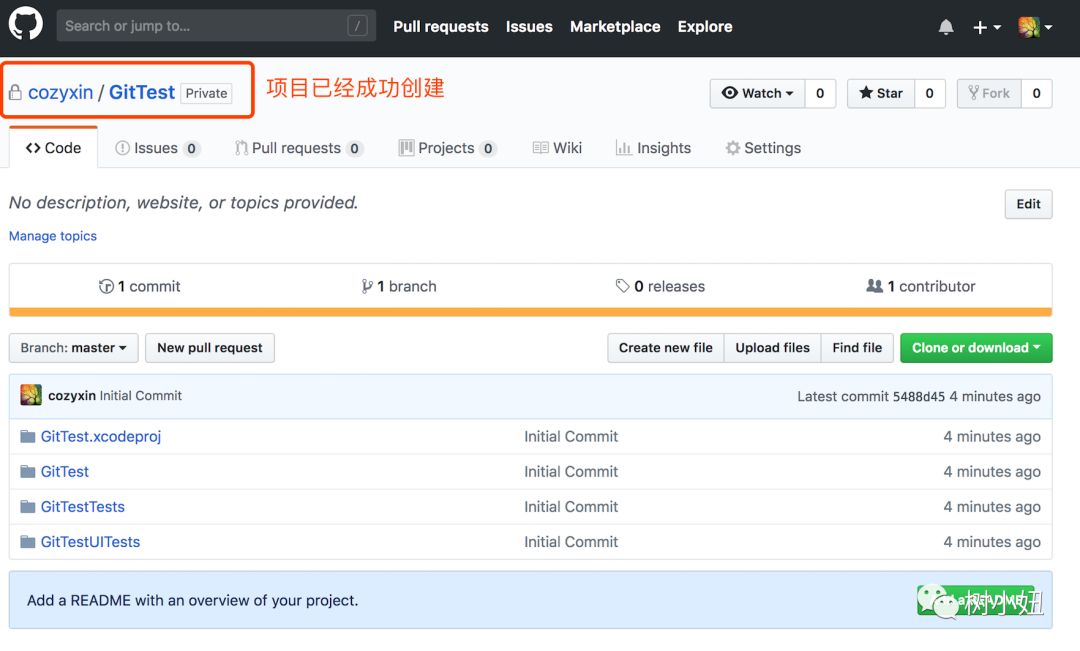 Search or jump to... / Pull requests Issues Marketplace Explore
cozyxin / GitTest Private 项目已经成功创建 Watch 0 Star 0 Fork 0
Code Issues 0 Pull requests 0 Projects 0 Wiki Insights Settings
No description, website, or topics provided. Edit
Manage topics
1 commit 1 branch 0 releases 1 contributor
Branch: master New pull request Create new file Upload files Find file Clone or download
cozyxin Initial Commit Latest commit 5488d45 4 minutes ago
GitTest.xcodeproj Initial Commit 4 minutes ago
GitTest Initial Commit 4 minutes ago
GitTestTests Initial Commit 4 minutes ago
GitTestUITests Initial Commit 4 minutes ago
Add a README with an overview of your project. 树小妞